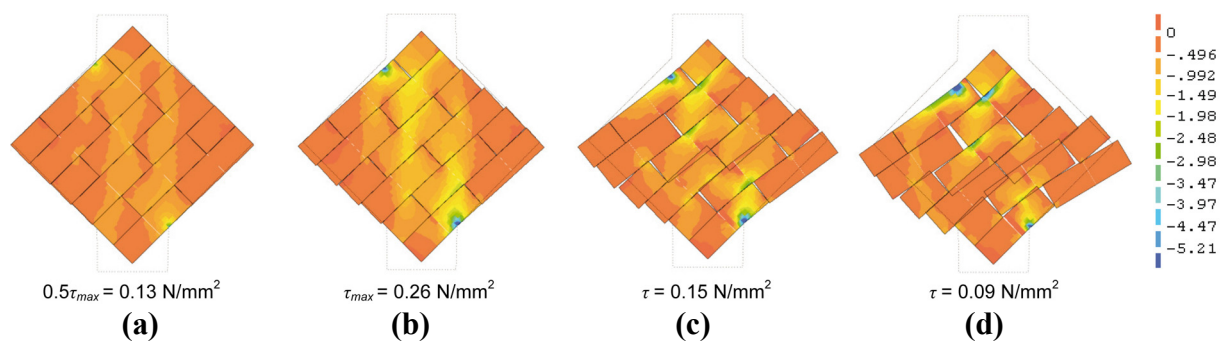 0
-.496
-.992
-1.49
-1.98
-2.48
-2.98
-3.47
-3.97
-4.47
-5.21
0.5τmax = 0.13 N/mm²
τmax = 0.26 N/mm²
τ = 0.15 N/mm²
τ = 0.09 N/mm²
(a)
(b)
(c)
(d)